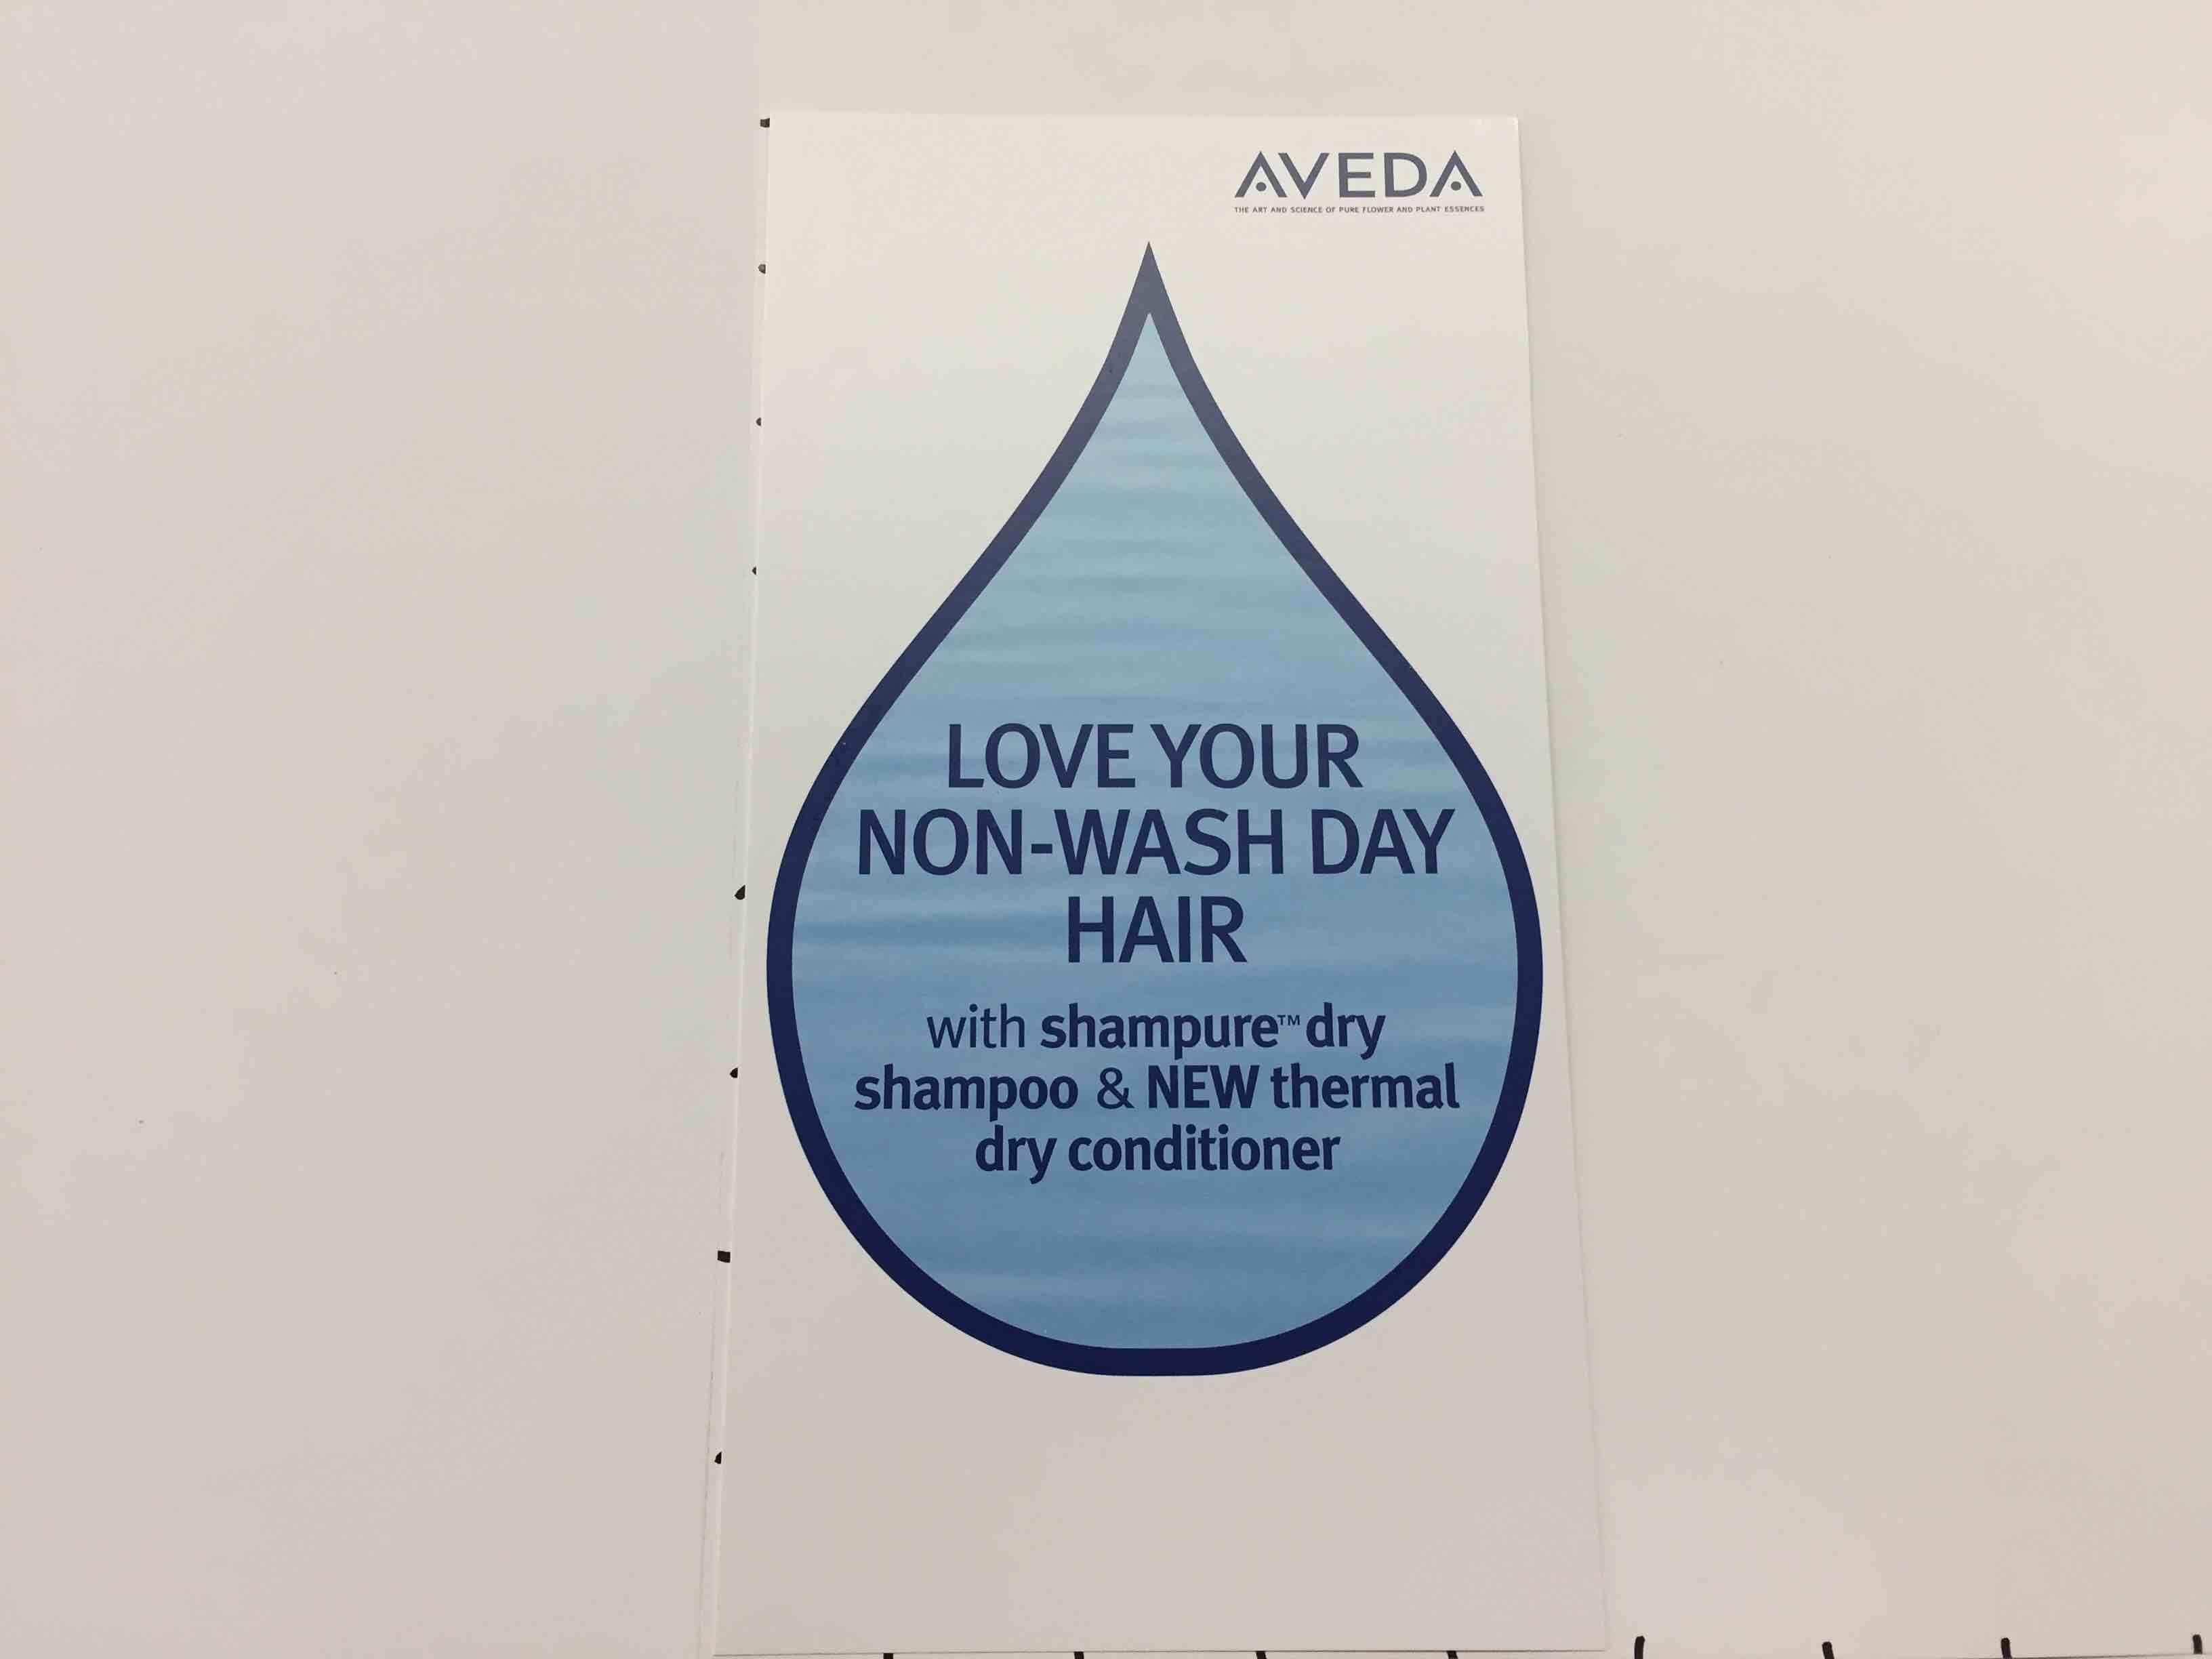 AVEDA
THE ART AND SCIENCE OF PURE FLOWER AND PLANT ESSENCES
LOVE YOUR
NON-WASH DAY
HAIR
with shampure™ dry
shampoo & NEW thermal
dry conditioner